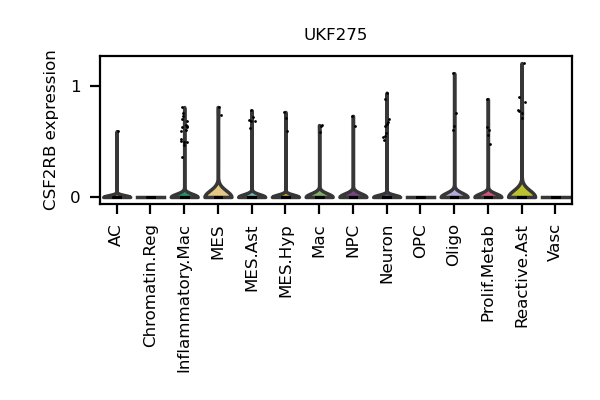 UKF275
CSF2RB expression
1
0
AC
Chromatin.Reg
Inflammatory.Mac
MES
MES.Ast
MES.Hyp
Mac
NPC
Neuron
OPC
Oligo
Prolif.Metab
Reactive.Ast
Vasc